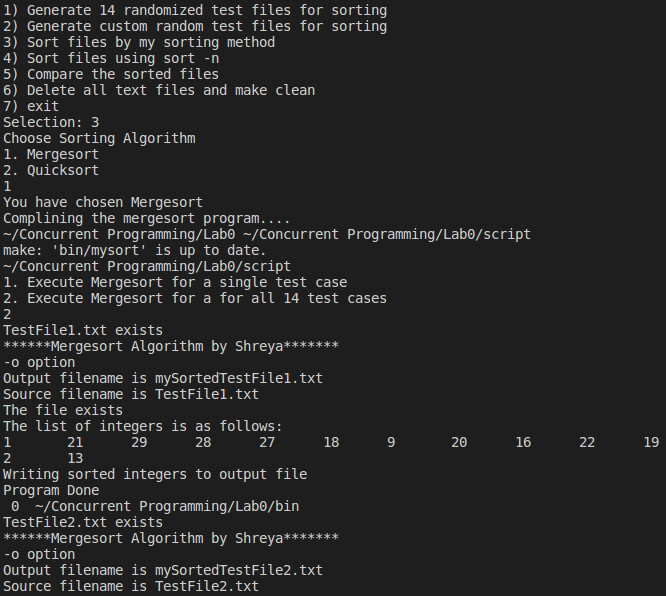 1) Generate 14 randomized test files for sorting
2) Generate custom random test files for sorting
3) Sort files by my sorting method
4) Sort files using sort -n
5) Compare the sorted files
6) Delete all text files and make clean
7) exit
Selection: 3
Choose Sorting Algorithm
1. Mergesort
2. Quicksort
1
You have chosen Mergesort
Complining the mergesort program....
~/Concurrent Programming/Lab0 ~/Concurrent Programming/Lab0/script
make: 'bin/mysort' is up to date.
~/Concurrent Programming/Lab0/script
1. Execute Mergesort for a single test case
2. Execute Mergesort for a for all 14 test cases
2
TestFile1.txt exists
******Mergesort Algorithm by Shreya*******
-o option
Output filename is mySortedTestFile1.txt
Source filename is TestFile1.txt
The file exists
The list of integers is as follows:
1 21 29 28 27 18 9 20 16 22 19
2 13
Writing sorted integers to output file
Program Done
0 ~/Concurrent Programming/Lab0/bin
TestFile2.txt exists
******Mergesort Algorithm by Shreya*******
-o option
Output filename is mySortedTestFile2.txt
Source filename is TestFile2.txt